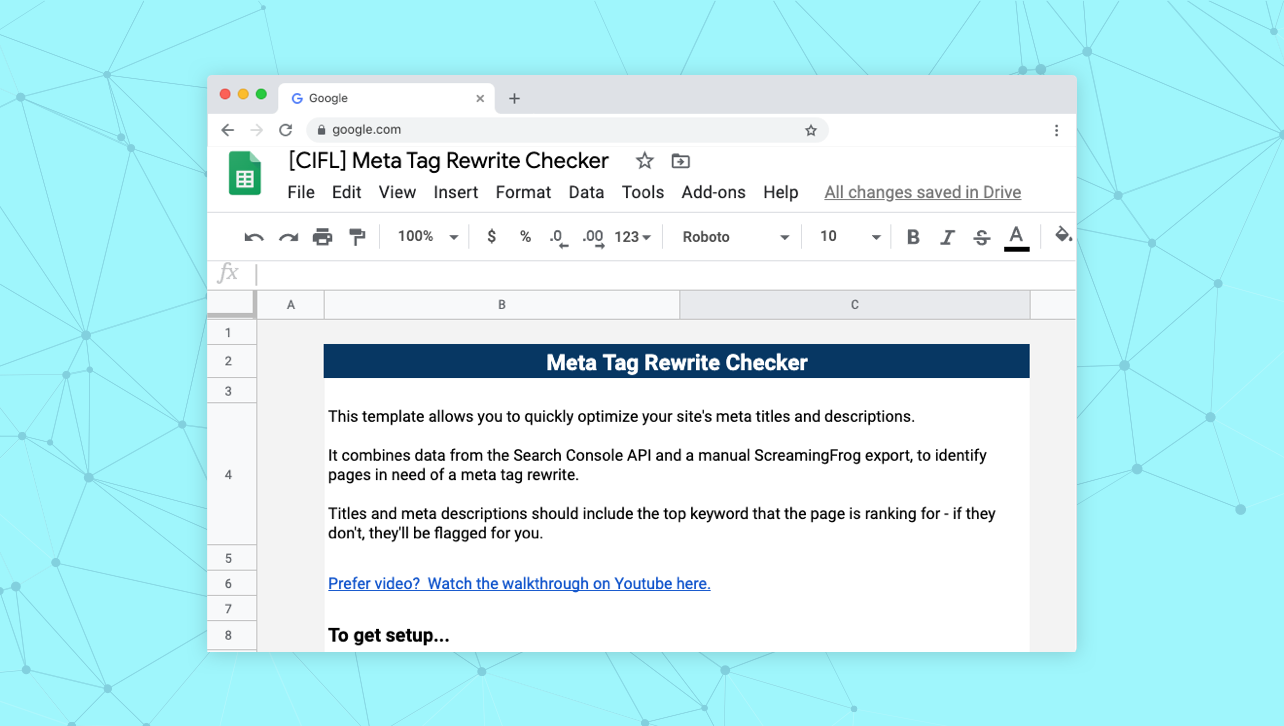 Google
google.com
[CIFL] Meta Tag Rewrite Checker
File Edit View Insert Format Data Tools Add-ons Help All changes saved in Drive
100% $ % .0 .00 123 Roboto 10 B I S A
fx
A B C
1
2 Meta Tag Rewrite Checker
3
This template allows you to quickly optimize your site's meta titles and descriptions.
It combines data from the Search Console API and a manual ScreamingFrog export, to identify
4 pages in need of a meta tag rewrite.
Titles and meta descriptions should include the top keyword that the page is ranking for - if they
don't, they'll be flagged for you.
5
6 Prefer video? Watch the walkthrough on Youtube here.
7
8 To get setup...